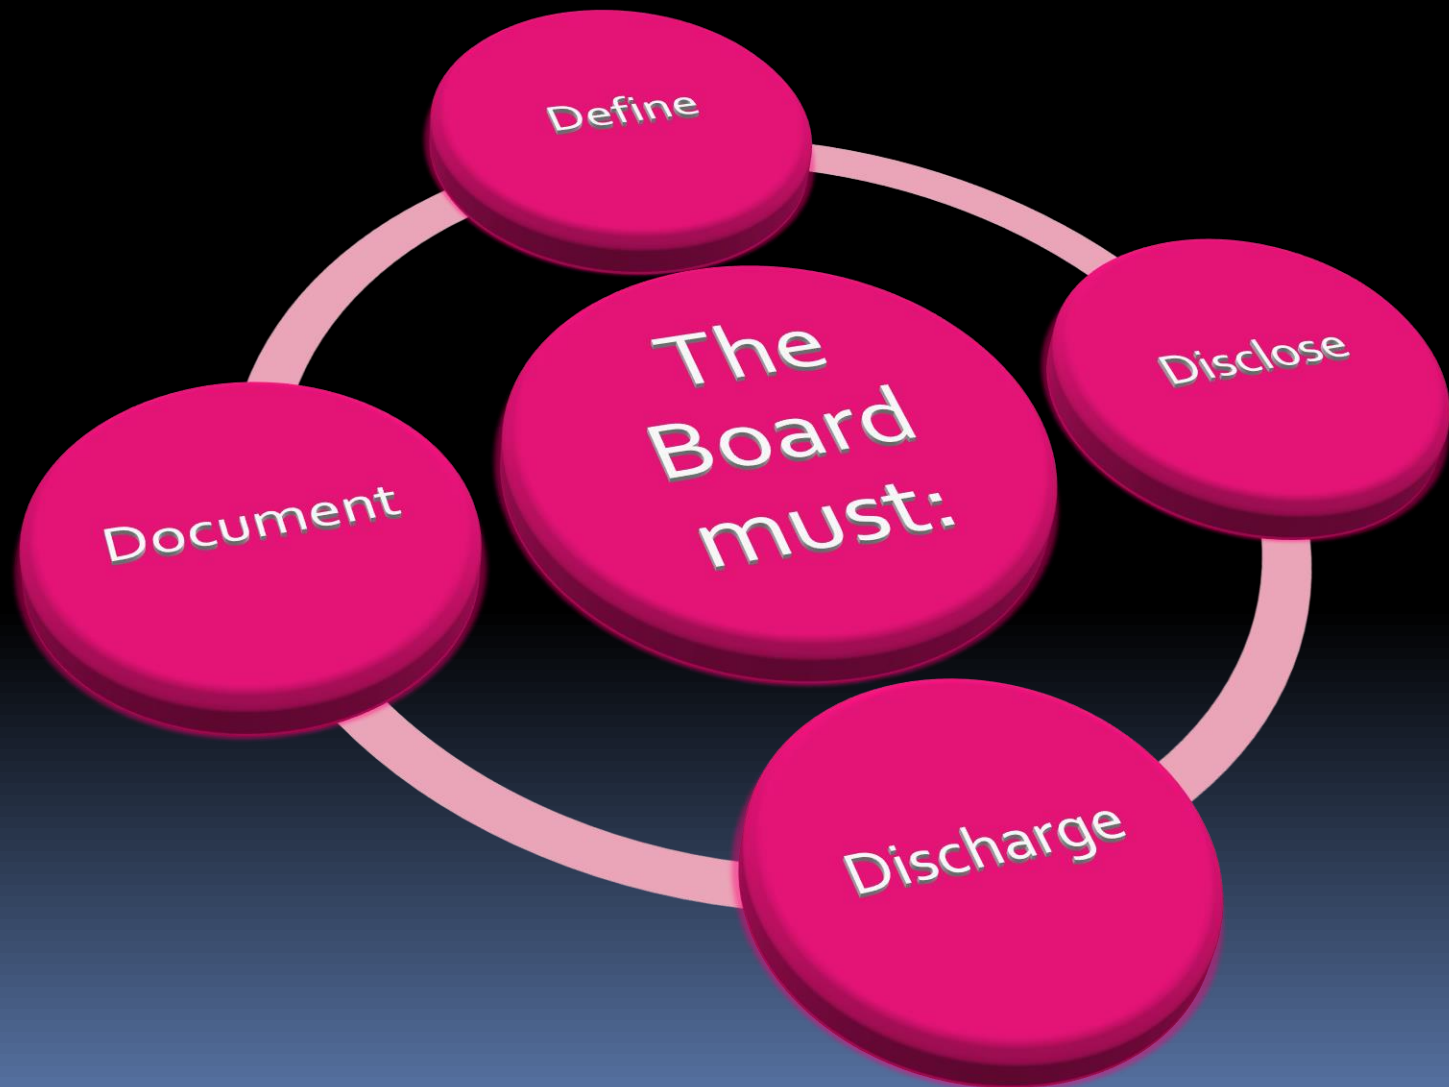 Define
The
Board
must:
Disclose
Document
Discharge